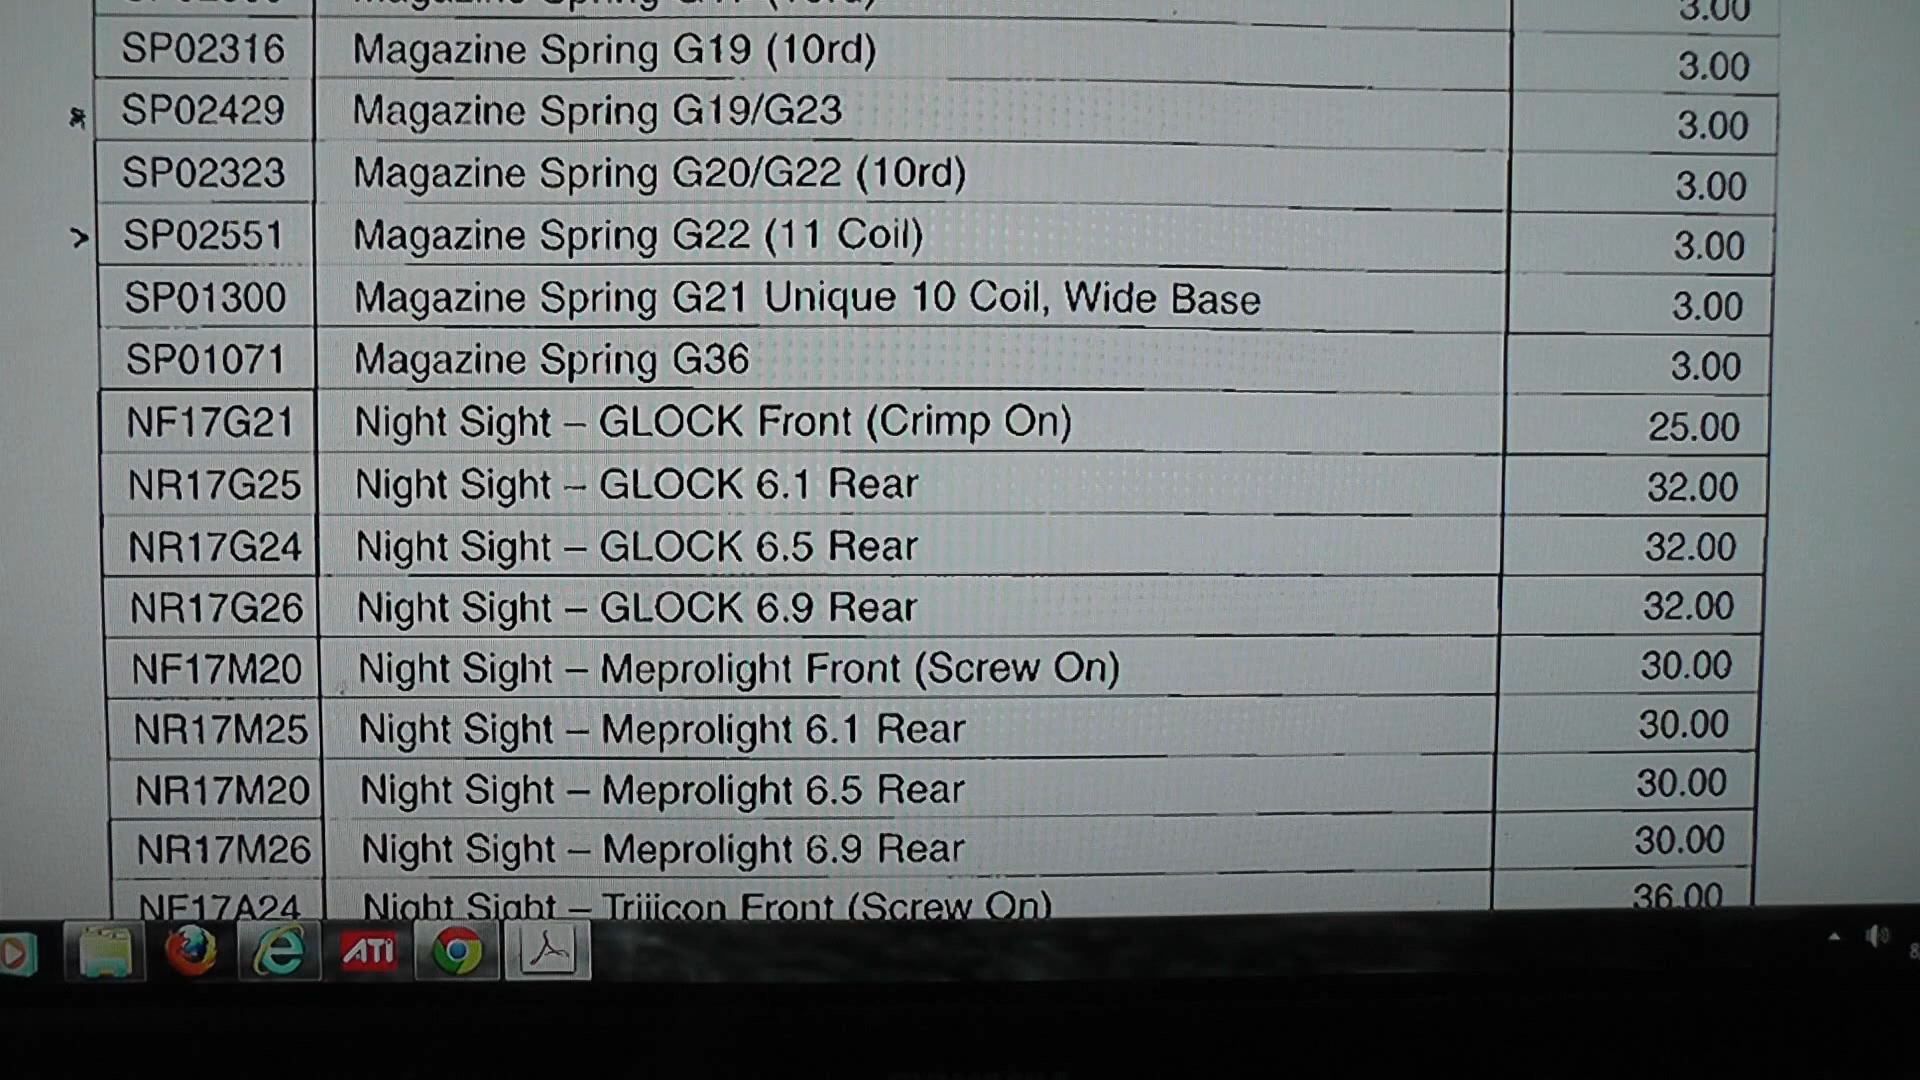 Magazine Spring G17 (10rd) 3.00
SP02316 Magazine Spring G19 (10rd) 3.00
SP02429 Magazine Spring G19/G23 3.00
SP02323 Magazine Spring G20/G22 (10rd) 3.00
> SP02551 Magazine Spring G22 (11 Coil) 3.00
SP01300 Magazine Spring G21 Unique 10 Coil, Wide Base 3.00
SP01071 Magazine Spring G36 3.00
NF17G21 Night Sight – GLOCK Front (Crimp On) 25.00
NR17G25 Night Sight – GLOCK 6.1 Rear 32.00
NR17G24 Night Sight – GLOCK 6.5 Rear 32.00
NR17G26 Night Sight – GLOCK 6.9 Rear 32.00
NF17M20 Night Sight – Meprolight Front (Screw On) 30.00
NR17M25 Night Sight – Meprolight 6.1 Rear 30.00
NR17M20 Night Sight – Meprolight 6.5 Rear 30.00
NR17M26 Night Sight – Meprolight 6.9 Rear 30.00
NF17A24 Night Sight – Trijicon Front (Screw On) 36.00
ATI